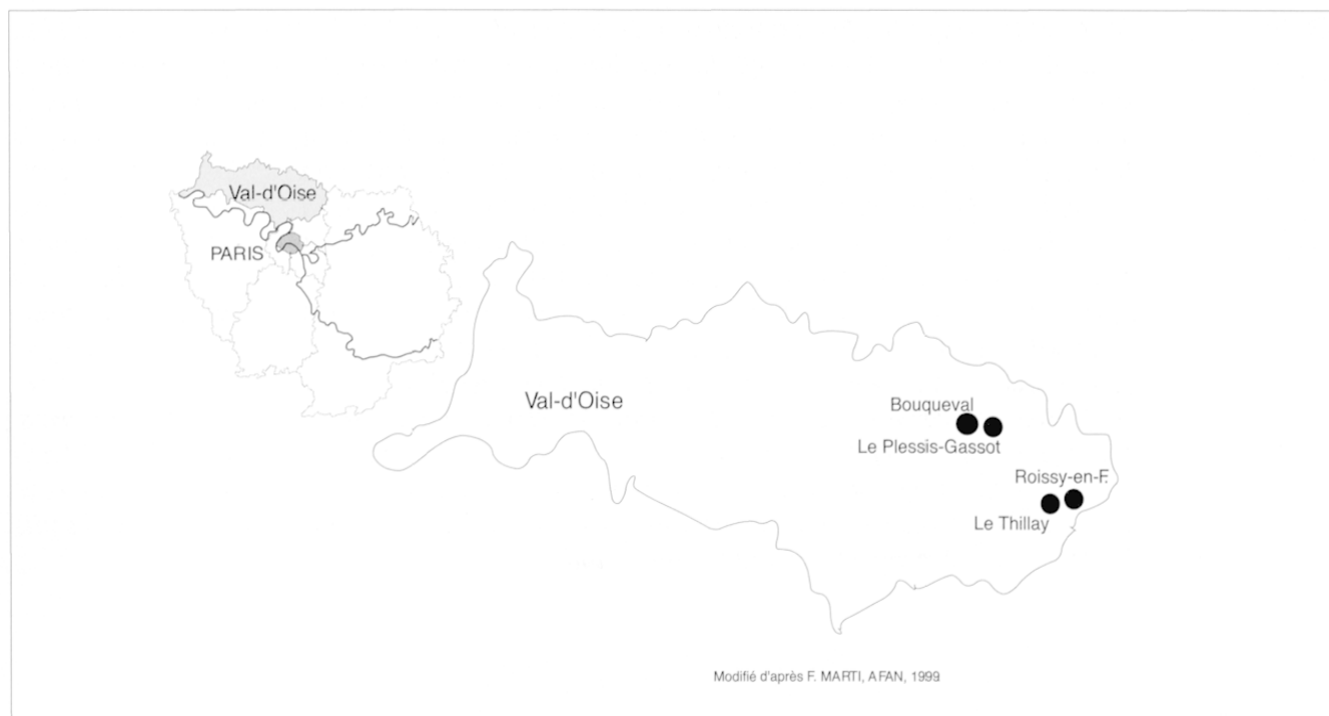 Val-d'Oise
PARIS
Val-d'Oise
Bouqueval
Le Plessis-Gassot
Roissy-en-F.
Le Thillay
Modifié d'après F. MARTI, AFAN, 1999